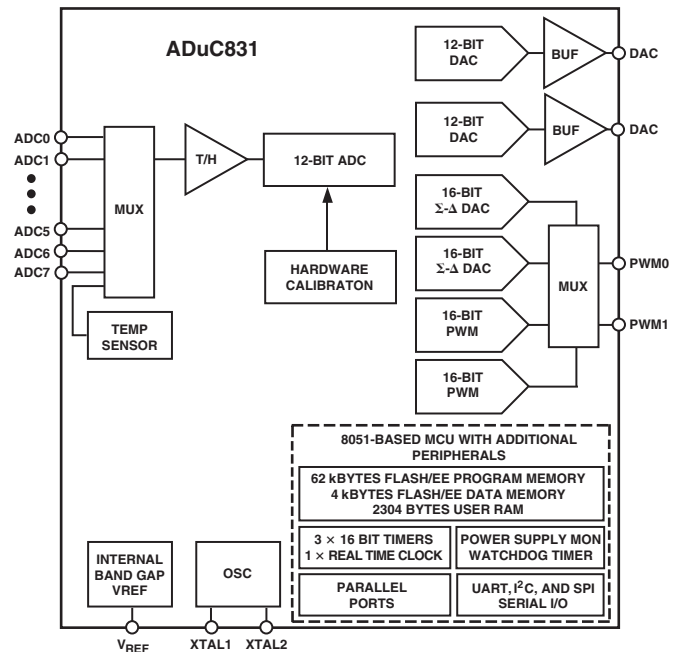 ADuC831
12-BIT
DAC
BUF
DAC
12-BIT
DAC
BUF
DAC
ADC0
ADC1
ADC5
ADC6
ADC7
MUX
T/H
12-BIT ADC
HARDWARE
CALIBRATON
TEMP
SENSOR
16-BIT
Σ-Δ DAC
16-BIT
Σ-Δ DAC
16-BIT
PWM
16-BIT
PWM
MUX
PWM0
PWM1
8051-BASED MCU WITH ADDITIONAL
PERIPHERALS
62 kBYTES FLASH/EE PROGRAM MEMORY
4 kBYTES FLASH/EE DATA MEMORY
2304 BYTES USER RAM
3 × 16 BIT TIMERS
1 × REAL TIME CLOCK
POWER SUPPLY MON
WATCHDOG TIMER
PARALLEL
PORTS
UART, I²C, AND SPI
SERIAL I/O
INTERNAL
BAND GAP
VREF
OSC
VREF
XTAL1
XTAL2